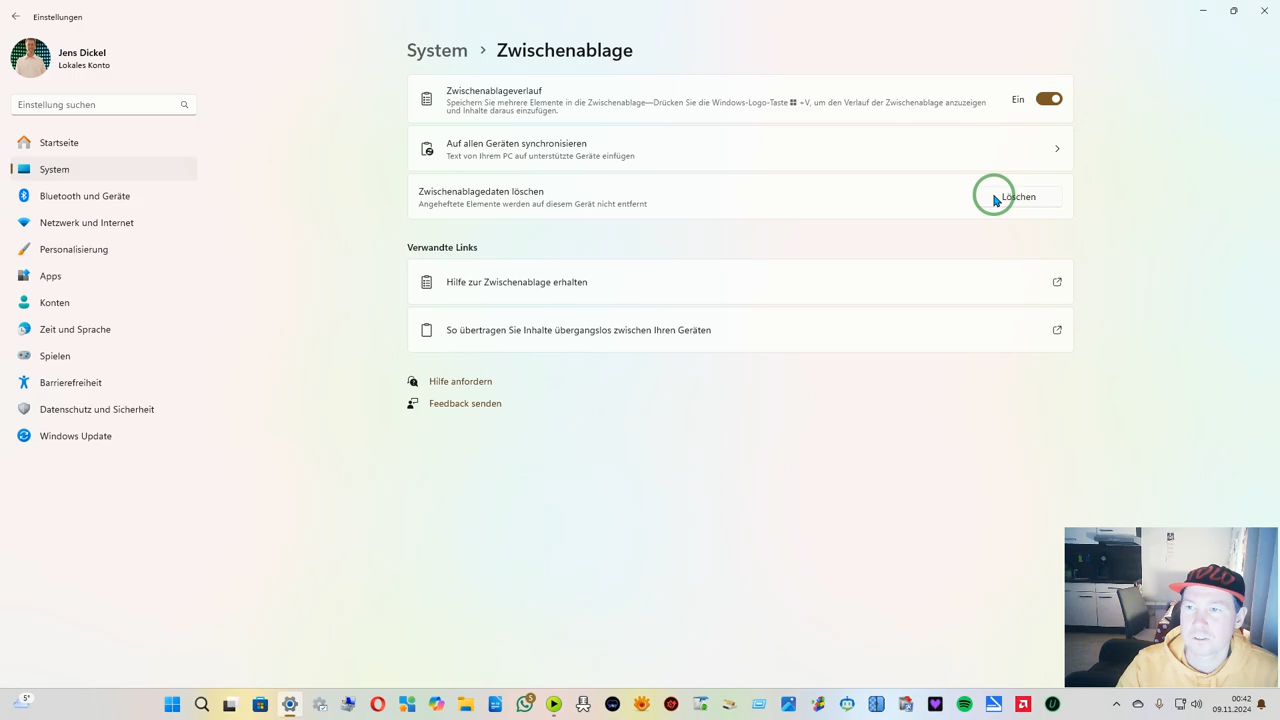 Einstellungen
Jens Dickel
Lokales Konto
Einstellung suchen
Startseite
System
Bluetooth und Geräte
Netzwerk und Internet
Personalisierung
Apps
Konten
Zeit und Sprache
Spielen
Barrierefreiheit
Datenschutz und Sicherheit
Windows Update
System > Zwischenablage
Zwischenablageverlauf
Speichern Sie mehrere Elemente in die Zwischenablage—Drücken Sie die Windows-Logo-Taste +V, um den Verlauf der Zwischenablage anzuzeigen
und Inhalte daraus einzufügen.
Ein
Auf allen Geräten synchronisieren
Text von Ihrem PC auf unterstützte Geräte einfügen
Zwischenablagedaten löschen
Angeheftete Elemente werden auf diesem Gerät nicht entfernt
Löschen
Verwandte Links
Hilfe zur Zwischenablage erhalten
So übertragen Sie Inhalte übergangslos zwischen Ihren Geräten
Hilfe anfordern
Feedback senden
5°
5
00:42
09.11.2024